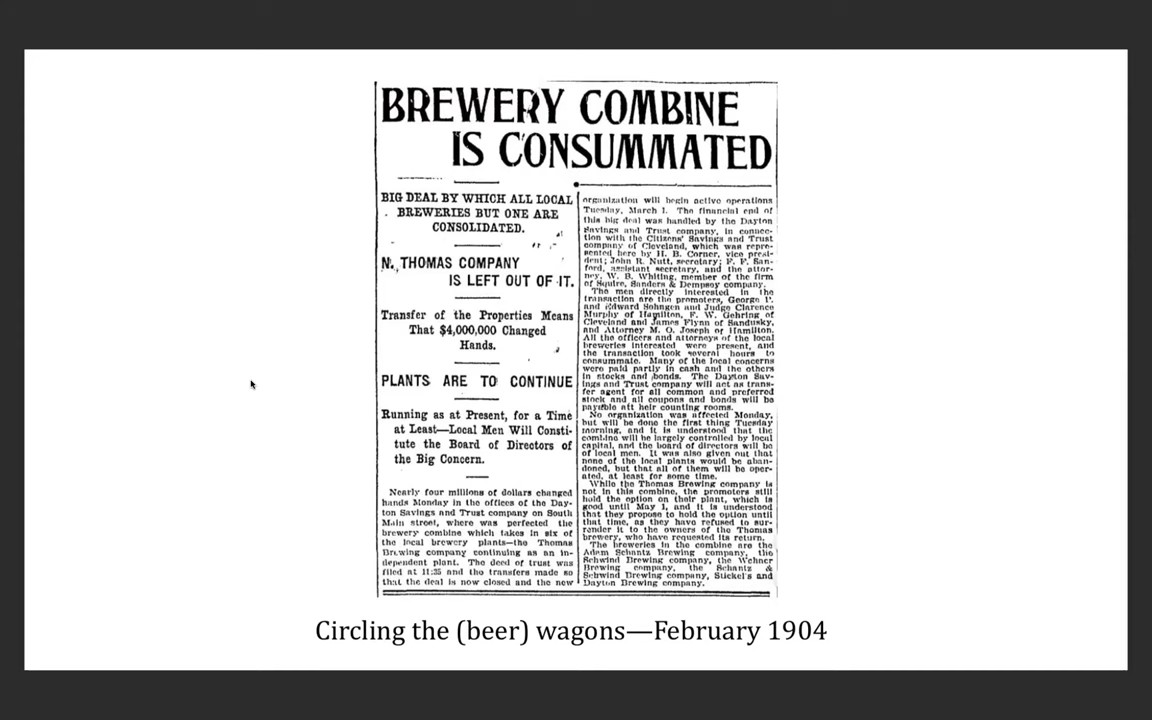 BREWERY COMBINE
IS CONSUMMATED
BIG DEAL BY WHICH ALL LOCAL
BREWERIES BUT ONE ARE
CONSOLIDATED.
N. THOMAS COMPANY
IS LEFT OUT OF IT.
Transfer of the Properties Means
That $4,000,000 Changed
Hands.
PLANTS ARE TO CONTINUE
Running as at Present, for a Time
at Least—Local Men Will Consti-
tute the Board of Directors of
the Big Concern.
Nearly four millions of dollars changed
hands Monday in the offices of the Day-
ton Savings and Trust company on South
Main street, where was perfected the
brewery combine which takes in six of
the local brewery plants—the Thomas
Brewing company continuing as an in-
dependent plant. The deed of trust was
filed at 11:35 and the transfers made so
that the deal is now closed and the new
organization will begin active operations
Tuesday, March 1. The financial end of
this big deal was handled by the Dayton
Savings and Trust company, in connec-
tion with the Citizens' Savings and Trust
company of Cleveland, which was repre-
sented here by H. B. Corner, vice presi-
dent; John R. Nutt, secretary; F. F. San-
ford, assistant secretary, and the attor-
ney, W. B. Whiting, member of the firm
of Squire, Sanders & Dempsey company.
The men directly interested in the
transaction are the promoters, George P.
and Edward Sohngen and Judge Clarence
Murphy of Hamilton, F. W. Gehring of
Cleveland and James Flynn of Sandusky,
and Attorney M. O. Joseph or Hamilton.
All the officers and attorneys of the local
breweries interested were present, and
the transaction took several hours to
consummate. Many of the local concerns
were paid partly in cash and the others
in stocks and bonds. The Dayton Sav-
ings and Trust company will act as trans-
fer agent for all common and preferred
stock and all coupons and bonds will be
payable aft heir counting rooms.
No organization was affected Monday,
but will be done the first thing Tuesday
morning, and it is understood that the
combine will be largely controlled by local
capital, and the board of directors will be
of local men. It was also given out that
none of the local plants would be aban-
doned, but that all of them will be oper-
ated, at least for some time.
While the Thomas Brewing company is
not in this combine, the promoters still
hold the option on their plant, which is
good until May 1, and it is understood
that they propose to hold the option until
that time, as they have refused to sur-
render it to the owners of the Thomas
brewery, who have requested its return.
The breweries in the combine are the
Adam Schantz Brewing company, the
Schwind Brewing company, the Wehner
Brewing company, the Schantz &
Schwind Brewing company, Stickel's and
Dayton Brewing company.
Circling the (beer) wagons—February 1904